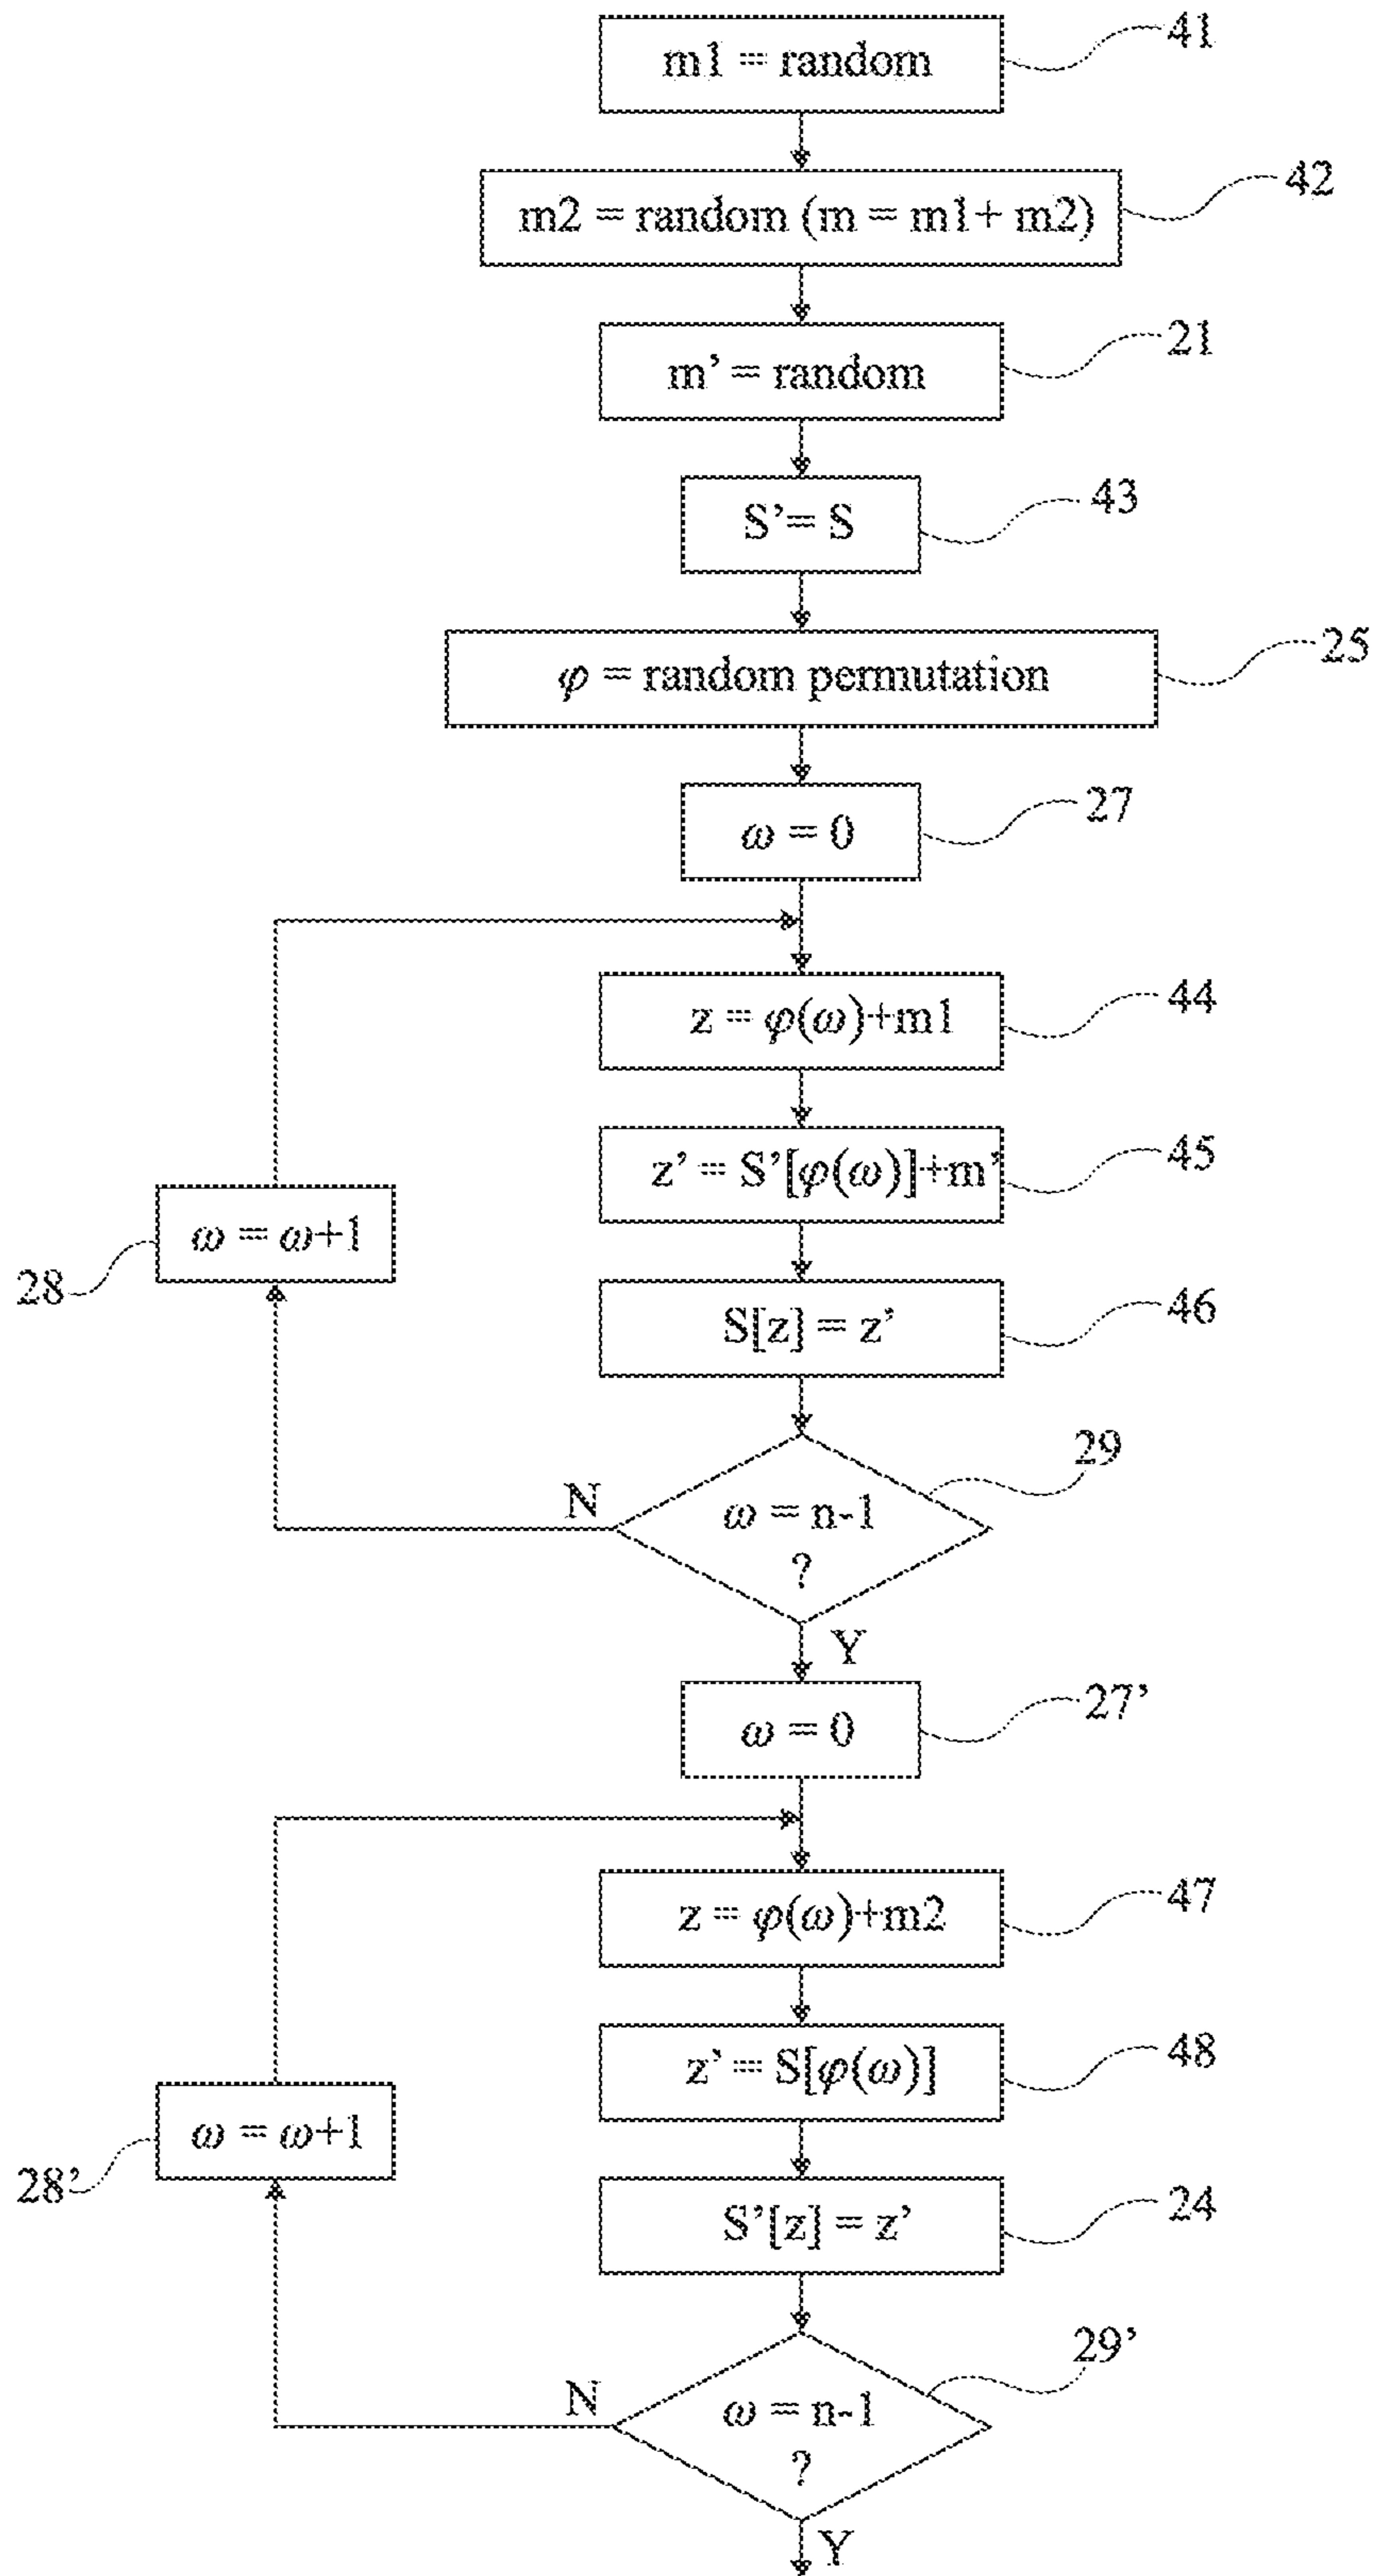 m1 = random
41
m2 = random (m = m1+ m2)
42
m’ = random
21
S’= S
43
φ = random permutation
25
ω = 0
27
z = φ(ω)+m1
44
z’ = S’[φ(ω)]+m’
45
ω = ω+1
28
S[z] = z’
46
ω = n-1
?
29
N
Y
ω = 0
27’
z = φ(ω)+m2
47
z’ = S[φ(ω)]
48
ω = ω+1
28’
S’[z] = z’
24
ω = n-1
?
29’
N
Y